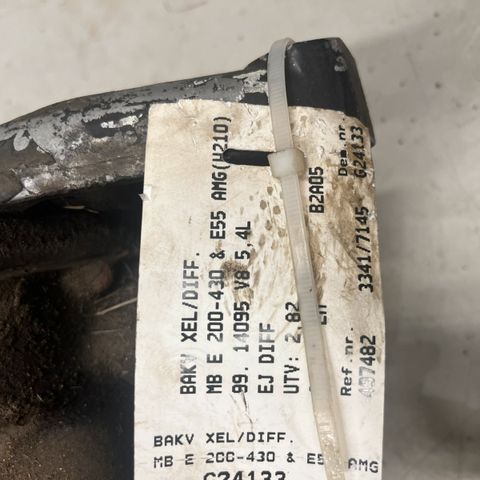 BAKV XEL/DIFF.
MB E 200-430 & E55 AMG(W210)
99. 14095 V8 5,4L
EJ DIFF
UTV: 2,82
B2A05
Ref.nr. 3341/7145 Dem.nr
497482 G24133
BAKV XEL/DIFF.
MB E 200-430 & E55 AMG
G24133